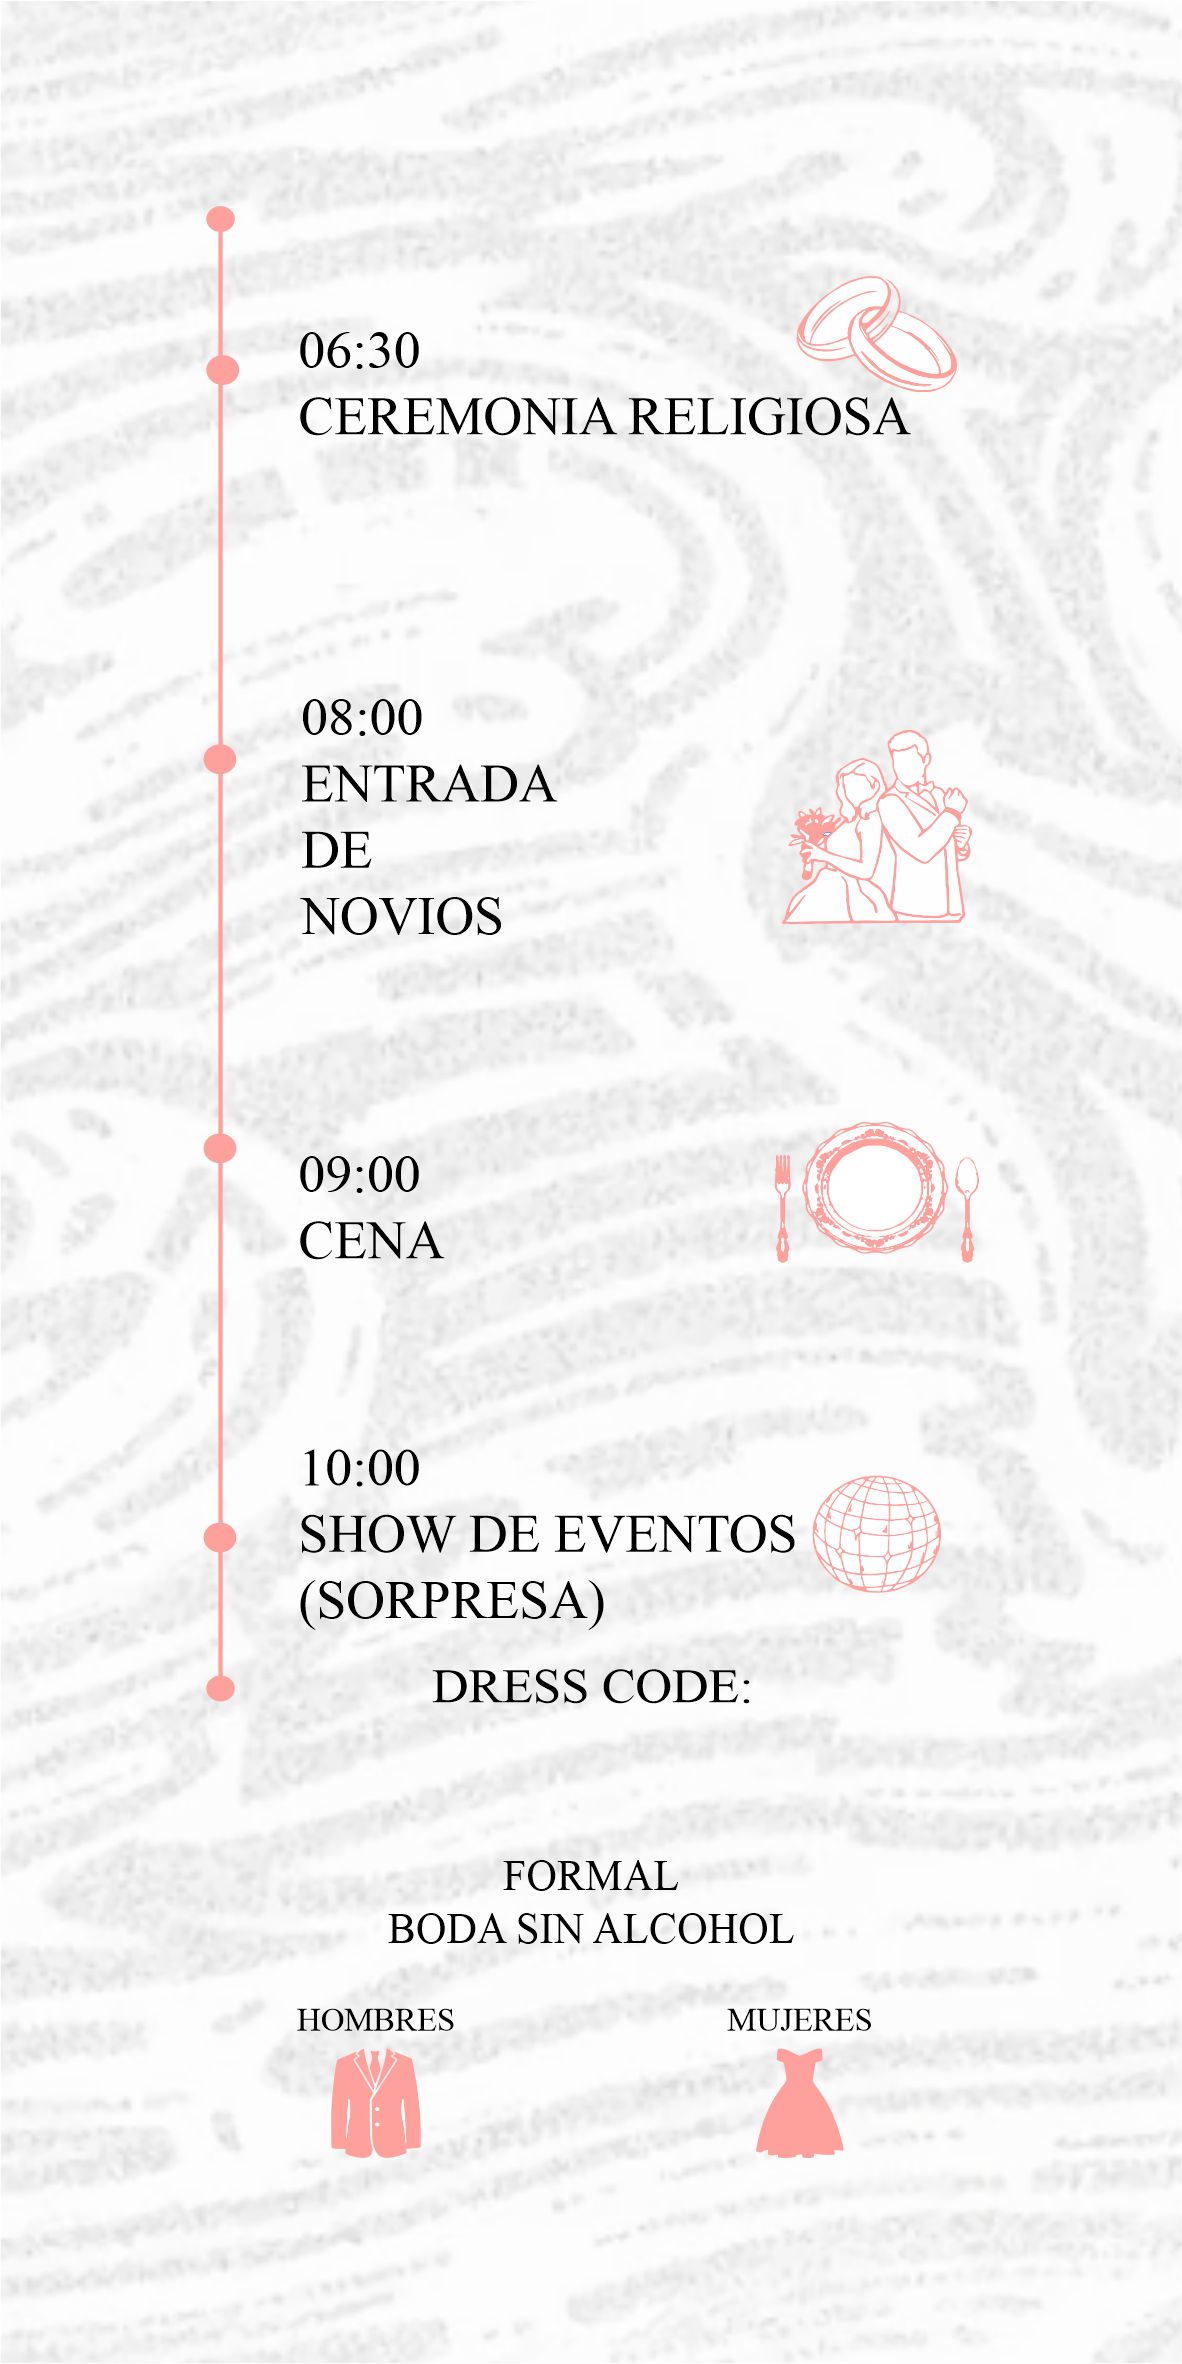 06:30
CEREMONIA RELIGIOSA
08:00
ENTRADA
DE
NOVIOS
09:00
CENA
10:00
SHOW DE EVENTOS
(SORPRESA)
DRESS CODE:
FORMAL
BODA SIN ALCOHOL
HOMBRES
MUJERES